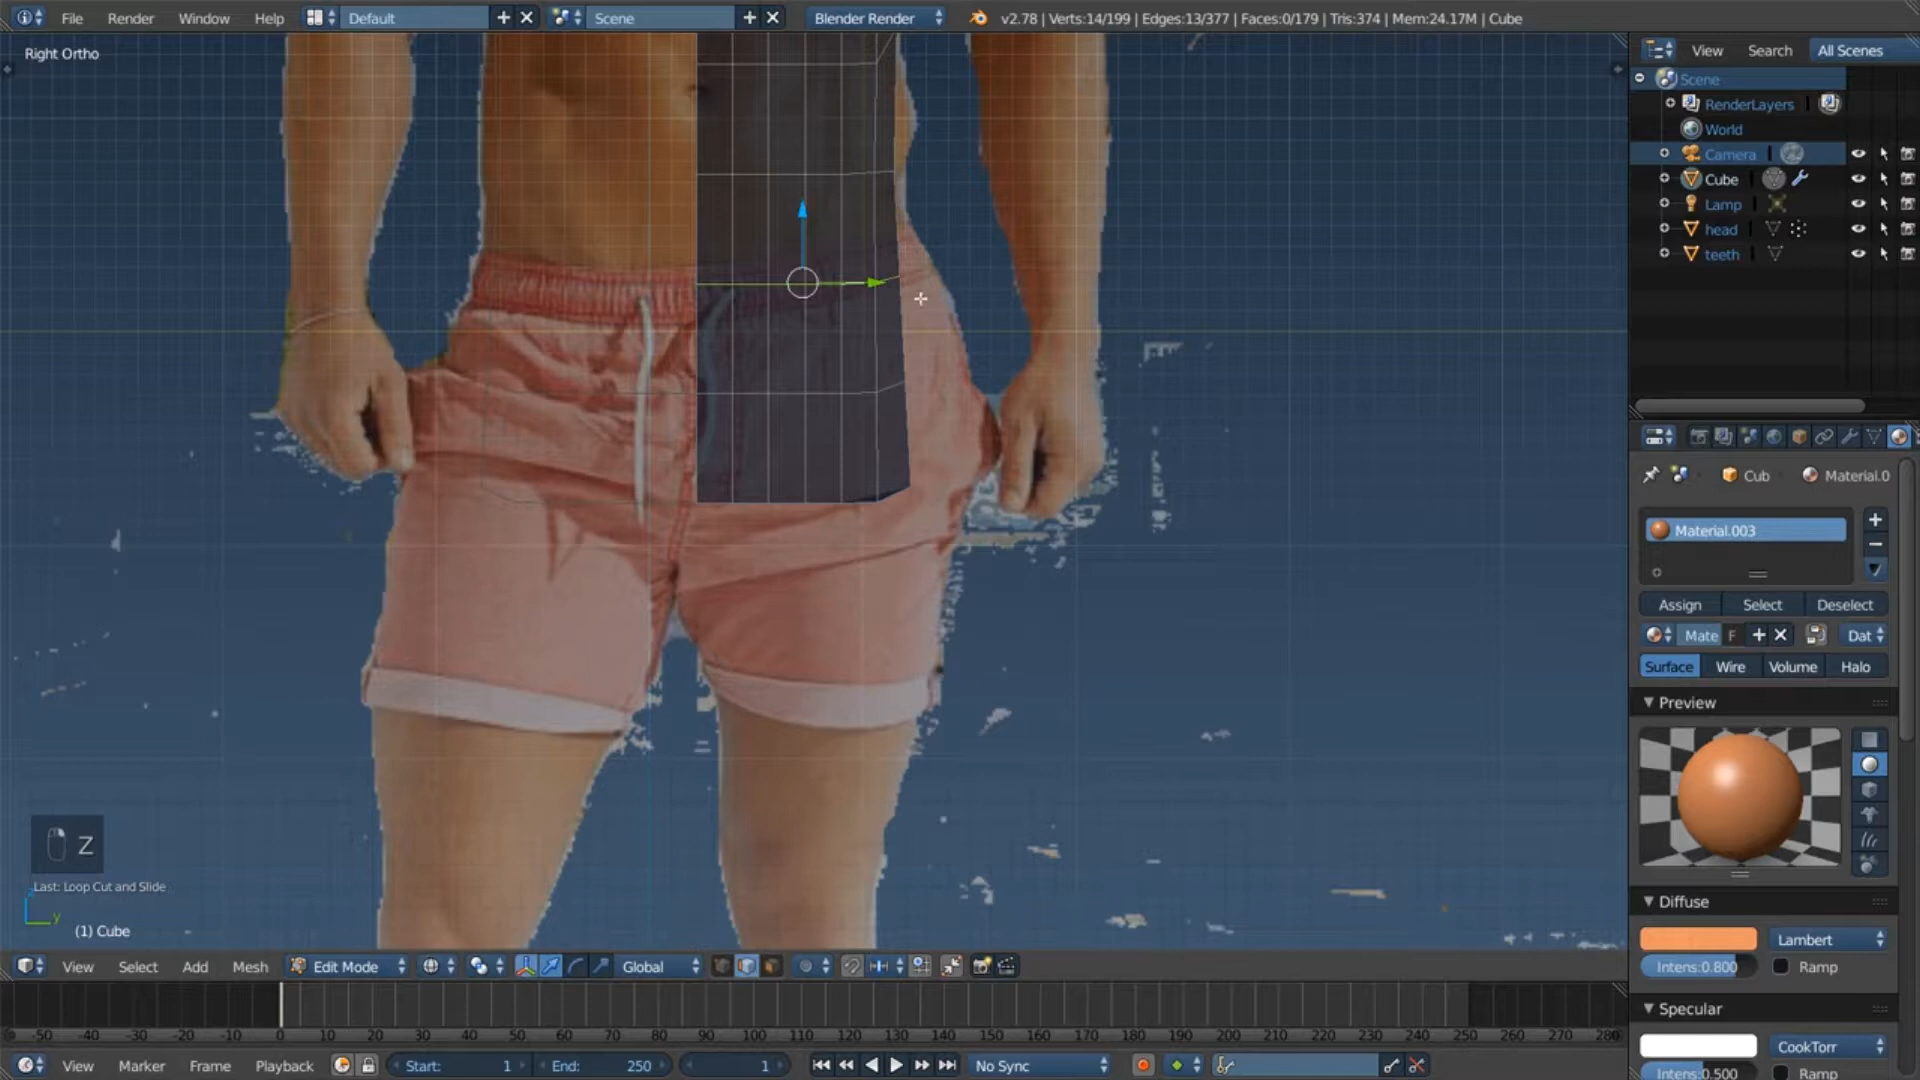 File Render Window Help Default Scene Blender Render v2.78 | Verts:14/199 | Edges:13/377 | Faces:0/179 | Tris:374 | Mem:24.17M | Cube
Right Ortho
View Search All Scenes
Scene
RenderLayers
World
Camera
Cube
Lamp
head
teeth
Cub Material.0
Material.003
Assign Select Deselect
Mate F Dat
Surface Wire Volume Halo
Preview
Diffuse
Lambert
Intens:0.800 Ramp
Specular
CookTorr
Intens:0.500 Ramp
Z
Last: Loop Cut and Slide
y
(1) Cube
View Select Add Mesh Edit Mode Global
-50 -40 -30 -20 -10 0 10 20 30 40 50 60 70 80 90 100 110 120 130 140 150 160 170 180 190 200 210 220 230 240 250 260 270 280
View Marker Frame Playback Start: 1 End: 250 1 No Sync